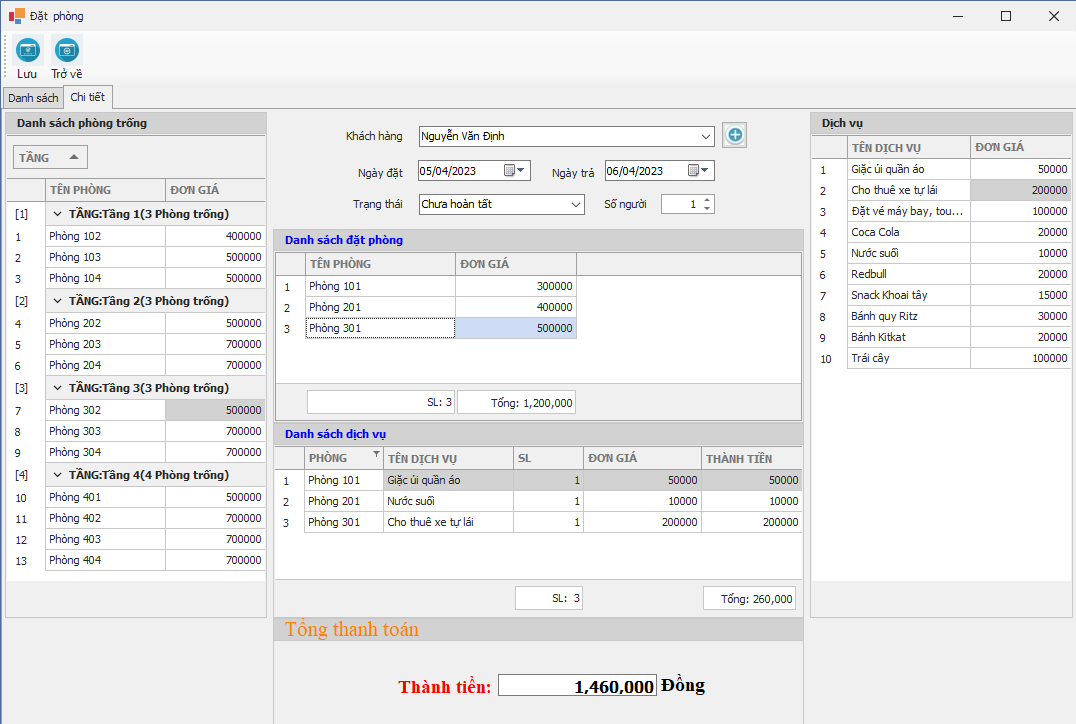 Đặt phòng
Lưu Trở về
Danh sách Chi tiết
Danh sách phòng trống
TẦNG
TÊN PHÒNG ĐƠN GIÁ
[1] TẦNG:Tầng 1(3 Phòng trống)
1 Phòng 102 400000
2 Phòng 103 500000
3 Phòng 104 500000
[2] TẦNG:Tầng 2(3 Phòng trống)
4 Phòng 202 500000
5 Phòng 203 700000
6 Phòng 204 700000
[3] TẦNG:Tầng 3(3 Phòng trống)
7 Phòng 302 500000
8 Phòng 303 700000
9 Phòng 304 700000
[4] TẦNG:Tầng 4(4 Phòng trống)
10 Phòng 401 500000
11 Phòng 402 700000
12 Phòng 403 700000
13 Phòng 404 700000
Khách hàng Nguyễn Văn Định
Ngày đặt 05/04/2023 Ngày trả 06/04/2023
Trạng thái Chưa hoàn tất Số người 1
Danh sách đặt phòng
TÊN PHÒNG ĐƠN GIÁ
1 Phòng 101 300000
2 Phòng 201 400000
3 Phòng 301 500000
SL: 3 Tổng: 1,200,000
Danh sách dịch vụ
PHÒNG TÊN DỊCH VỤ SL ĐƠN GIÁ THÀNH TIỀN
1 Phòng 101 Giặc ủi quần áo 1 50000 50000
2 Phòng 201 Nước suối 1 10000 10000
3 Phòng 301 Cho thuê xe tự lái 1 200000 200000
SL: 3 Tổng: 260,000
Tổng thanh toán
Thành tiền: 1,460,000 Đồng
Dịch vụ
TÊN DỊCH VỤ ĐƠN GIÁ
1 Giặc ủi quần áo 50000
2 Cho thuê xe tự lái 200000
3 Đặt vé máy bay, tou... 100000
4 Coca Cola 20000
5 Nước suối 10000
6 Redbull 20000
7 Snack Khoai tây 15000
8 Bánh quy Ritz 30000
9 Bánh Kitkat 20000
10 Trái cây 100000